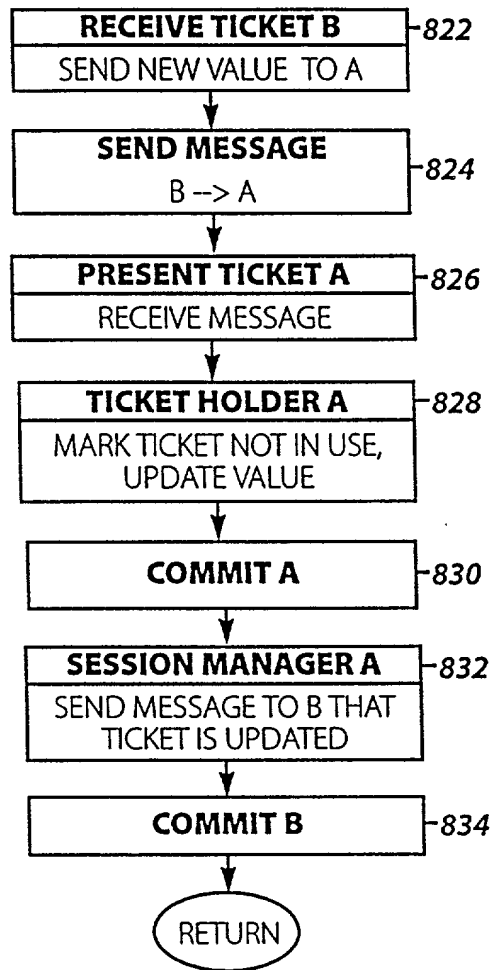 RECEIVE TICKET B
822
SEND NEW VALUE TO A
SEND MESSAGE
824
B --> A
PRESENT TICKET A
826
RECEIVE MESSAGE
TICKET HOLDER A
828
MARK TICKET NOT IN USE,
UPDATE VALUE
COMMIT A
830
SESSION MANAGER A
832
SEND MESSAGE TO B THAT
TICKET IS UPDATED
COMMIT B
834
RETURN